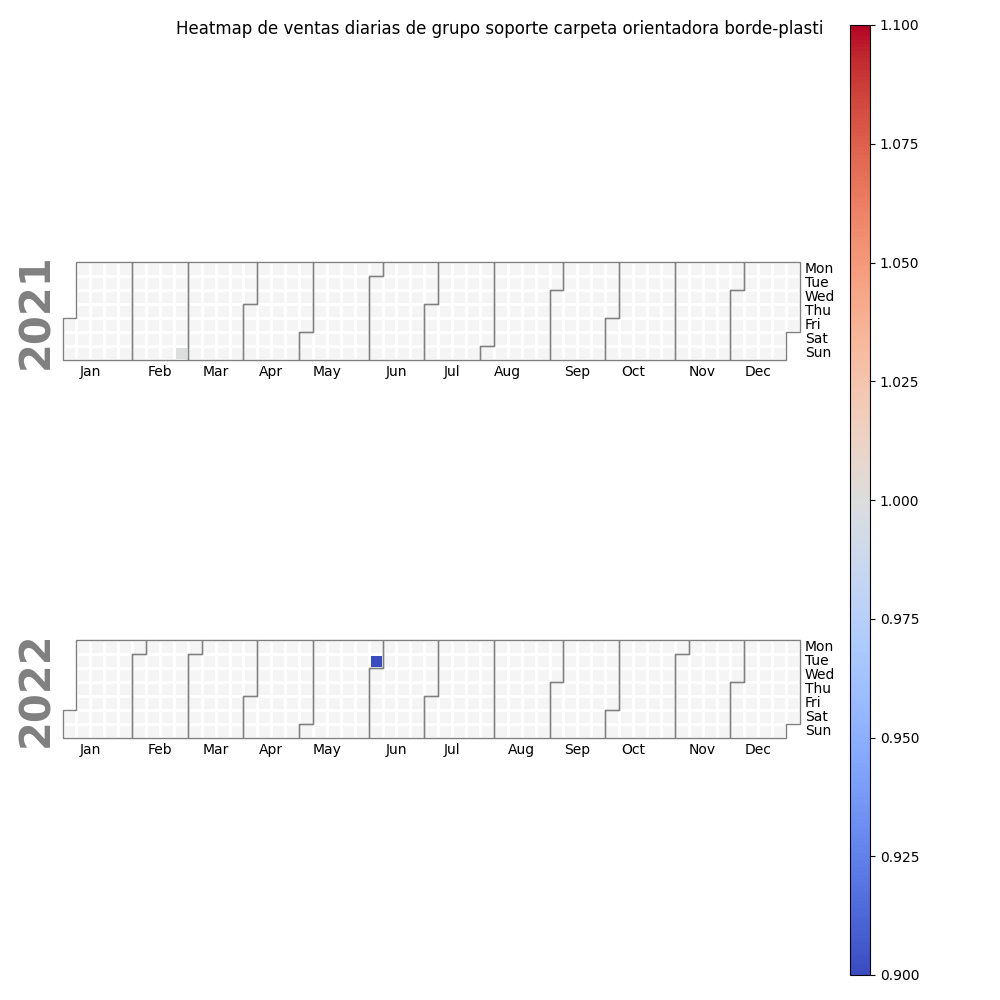 Heatmap de ventas diarias de grupo soporte carpeta orientadora borde-plasti
2021
Mon
Tue
Wed
Thu
Fri
Sat
Sun
Jan Feb Mar Apr May Jun Jul Aug Sep Oct Nov Dec
2022
Mon
Tue
Wed
Thu
Fri
Sat
Sun
Jan Feb Mar Apr May Jun Jul Aug Sep Oct Nov Dec
1.100
1.075
1.050
1.025
1.000
0.975
0.950
0.925
0.900